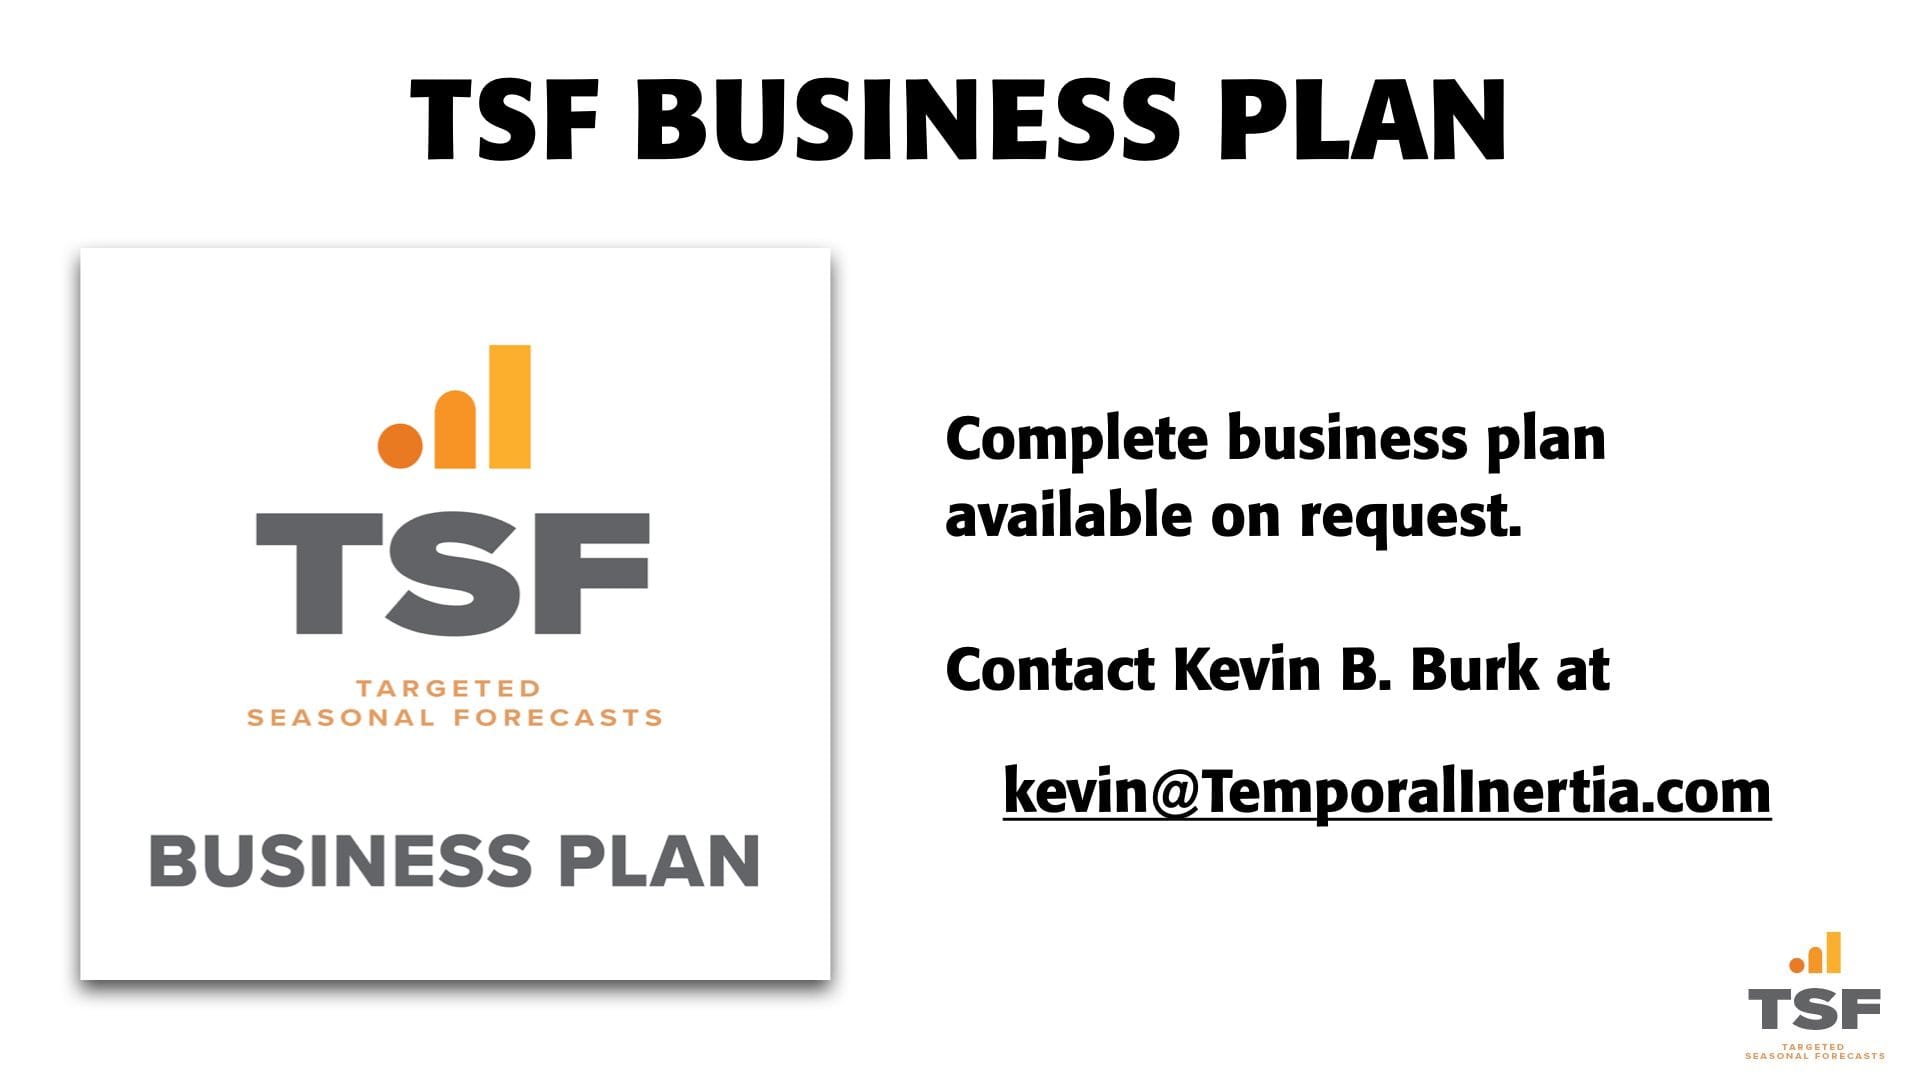 TSF BUSINESS PLAN
TSF
TARGETED
SEASONAL FORECASTS
BUSINESS PLAN
Complete business plan
available on request.
Contact Kevin B. Burk at
kevin@TemporalInertia.com
TSF
TARGETED
SEASONAL FORECASTS